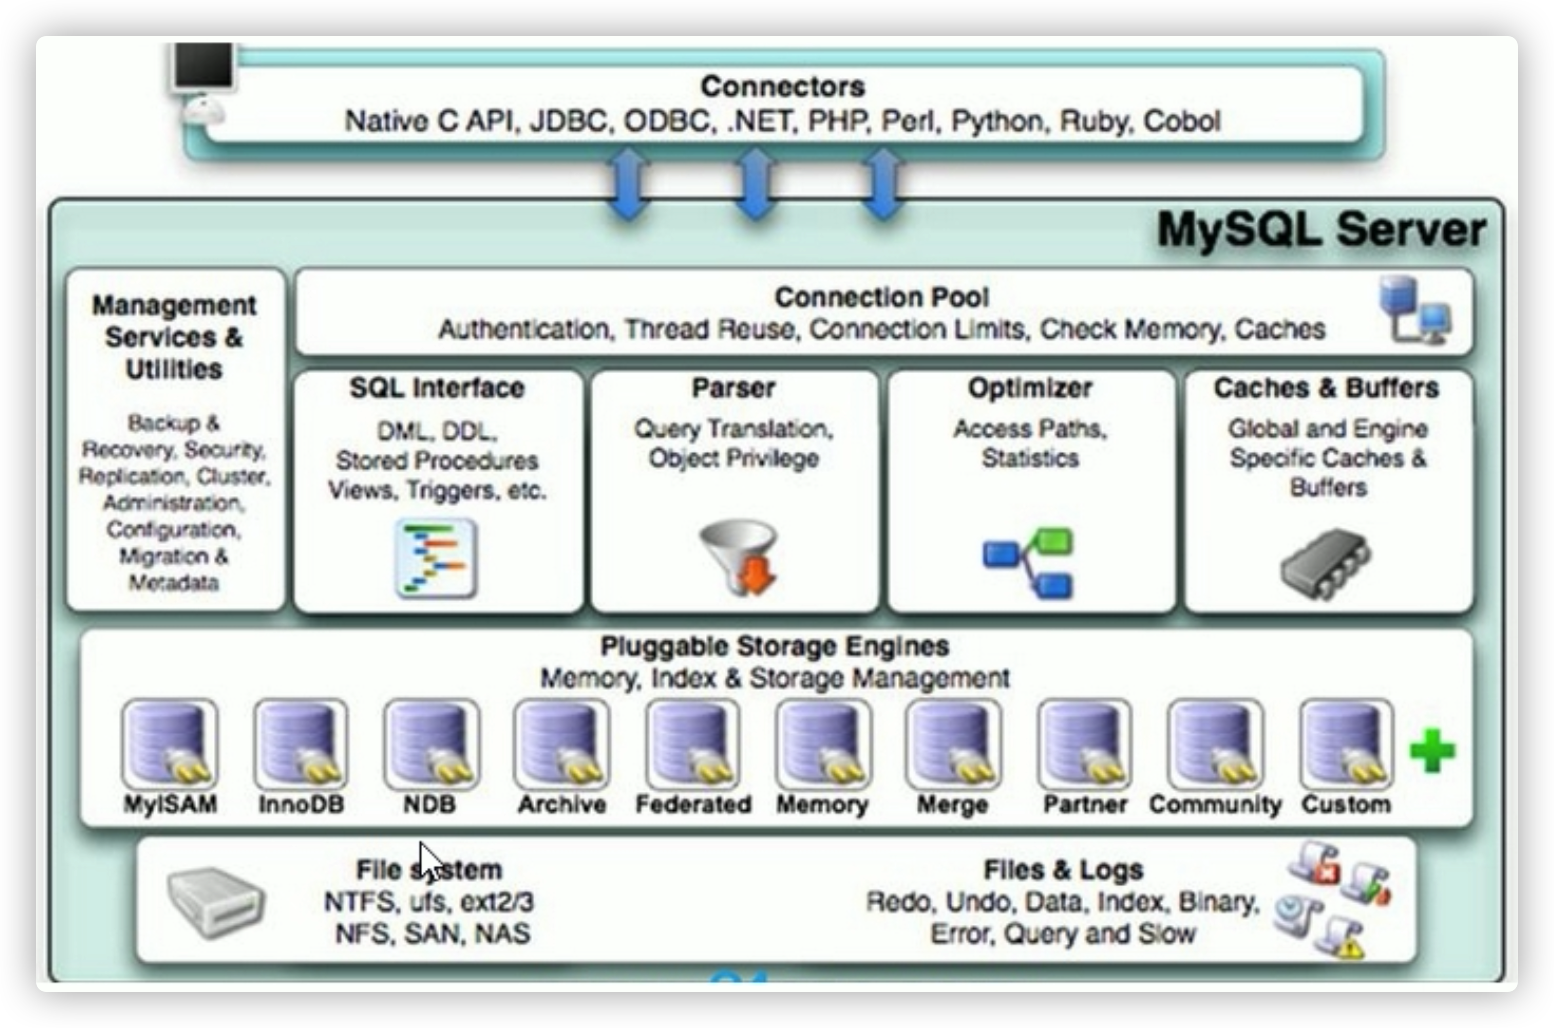 Connectors
Native C API, JDBC, ODBC, .NET, PHP, Perl, Python, Ruby, Cobol
MySQL Server
Management
Services &
Utilities
Backup &
Recovery, Security,
Replication, Cluster,
Administration,
Configuration,
Migration &
Metadata
Connection Pool
Authentication, Thread Reuse, Connection Limits, Check Memory, Caches
SQL Interface
DML, DDL,
Stored Procedures
Views, Triggers, etc.
Parser
Query Translation,
Object Privilege
Optimizer
Access Paths,
Statistics
Caches & Buffers
Global and Engine
Specific Caches &
Buffers
Pluggable Storage Engines
Memory, Index & Storage Management
MyISAM
InnoDB
NDB
Archive
Federated
Memory
Merge
Partner
Community
Custom
File system
NTFS, ufs, ext2/3
NFS, SAN, NAS
Files & Logs
Redo, Undo, Data, Index, Binary,
Error, Query and Slow